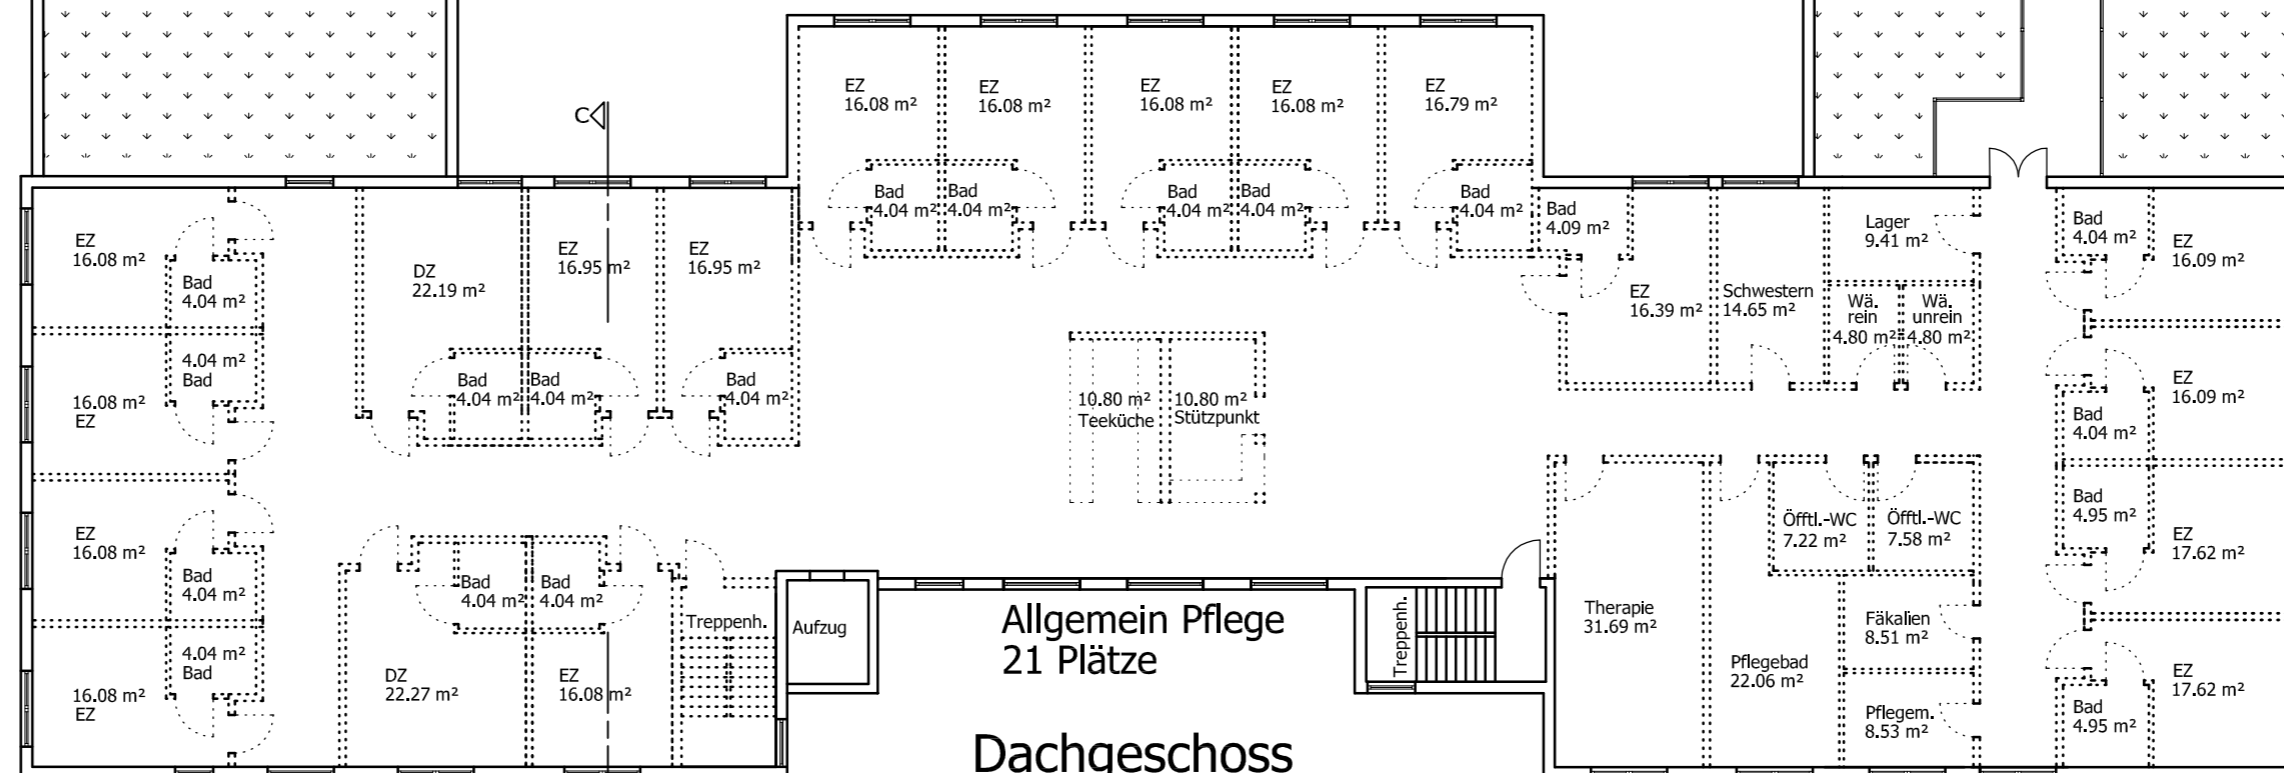 EZ
16.08 m²
EZ
16.08 m²
EZ
16.08 m²
EZ
16.08 m²
EZ
16.79 m²
C
Bad
4.04 m²
Bad
4.04 m²
Bad
4.04 m²
Bad
4.04 m²
Bad
4.04 m²
Bad
4.09 m²
Lager
9.41 m²
Bad
4.04 m²
EZ
16.09 m²
EZ
16.08 m²
Bad
4.04 m²
DZ
22.19 m²
EZ
16.95 m²
EZ
16.95 m²
EZ
16.39 m²
Schwestern
14.65 m²
Wä.
rein
4.80 m²
Wä.
unrein
4.80 m²
4.04 m²
Bad
16.08 m²
EZ
Bad
4.04 m²
Bad
4.04 m²
Bad
4.04 m²
10.80 m²
Teeküche
10.80 m²
Stützpunkt
EZ
16.09 m²
Bad
4.04 m²
Bad
4.95 m²
Öfftl.-WC
7.22 m²
Öfftl.-WC
7.58 m²
EZ
17.62 m²
EZ
16.08 m²
Bad
4.04 m²
Bad
4.04 m²
Bad
4.04 m²
4.04 m²
Bad
16.08 m²
EZ
DZ
22.27 m²
EZ
16.08 m²
Treppenh.
Aufzug
Allgemein Pflege
21 Plätze
Treppenh.
Therapie
31.69 m²
Pflegebad
22.06 m²
Fäkalien
8.51 m²
Pflegem.
8.53 m²
EZ
17.62 m²
Bad
4.95 m²
Dachgeschoss